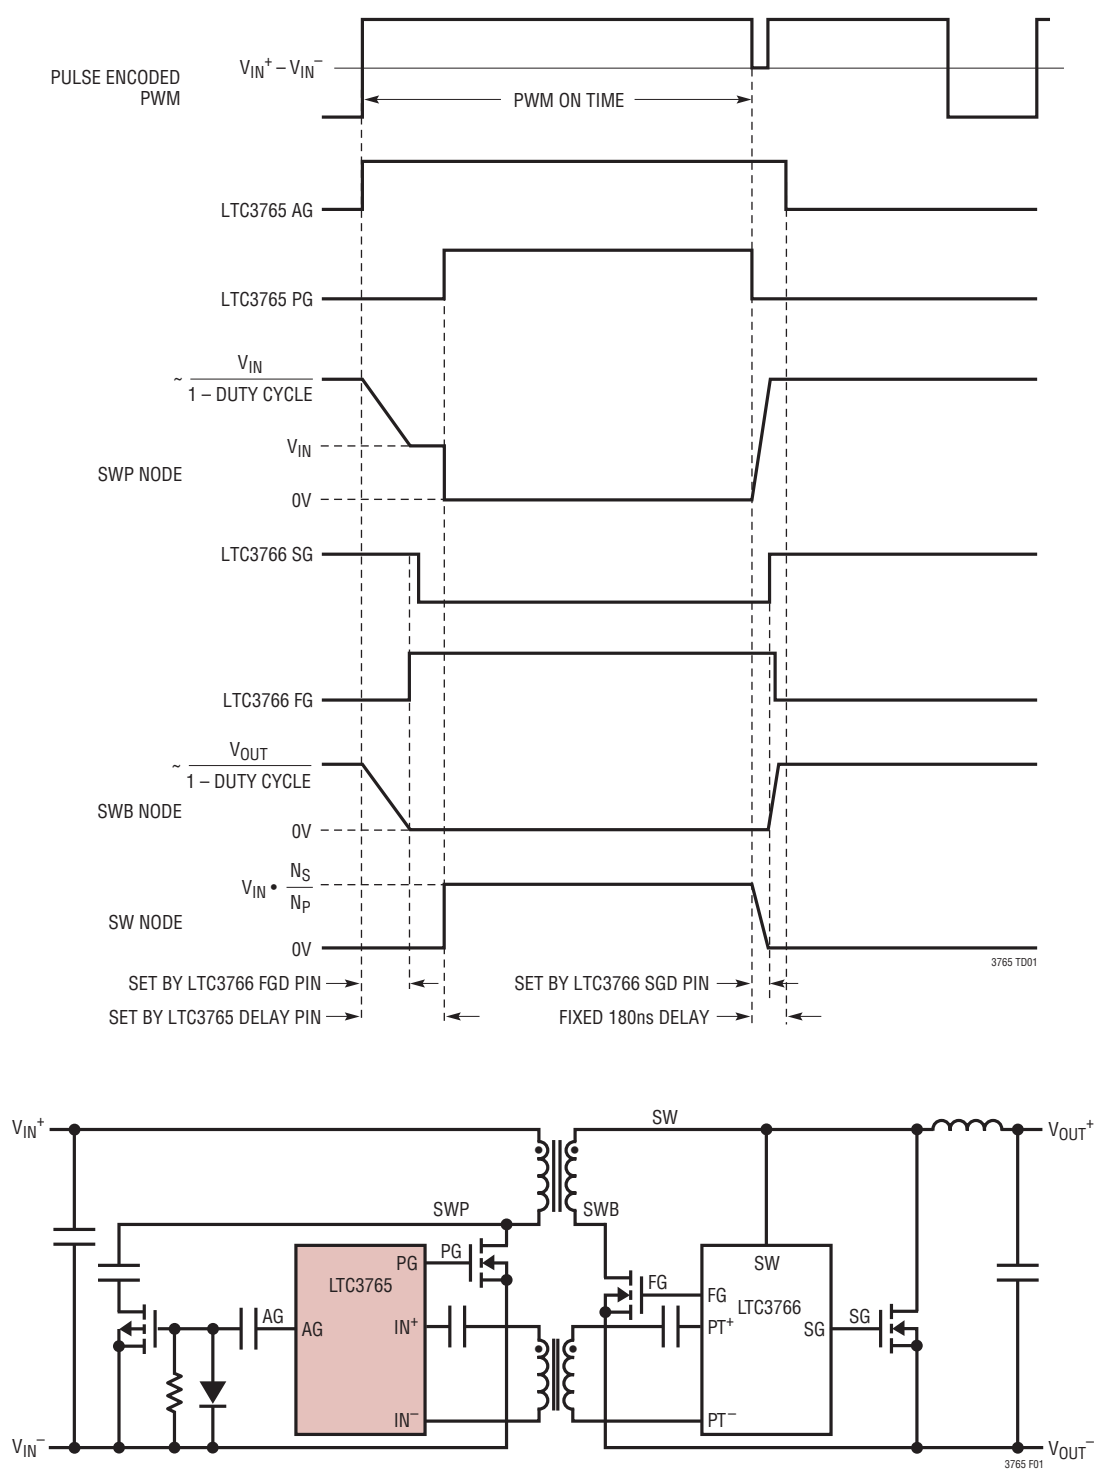 PULSE ENCODED
PWM
VIN+ – VIN–
PWM ON TIME
LTC3765 AG
LTC3765 PG
~ VIN
1 – DUTY CYCLE
VIN
SWP NODE
0V
LTC3766 SG
LTC3766 FG
~ VOUT
1 – DUTY CYCLE
SWB NODE
0V
VIN • NS
NP
SW NODE
0V
3765 TD01
SET BY LTC3766 FGD PIN
SET BY LTC3766 SGD PIN
SET BY LTC3765 DELAY PIN
FIXED 180ns DELAY
VIN+
SW
VOUT+
SWP
SWB
PG
PG
LTC3765
AG
AG
IN+
IN–
FG
FG
SW
LTC3766
PT+
SG
SG
PT–
VIN–
VOUT–
3765 F01